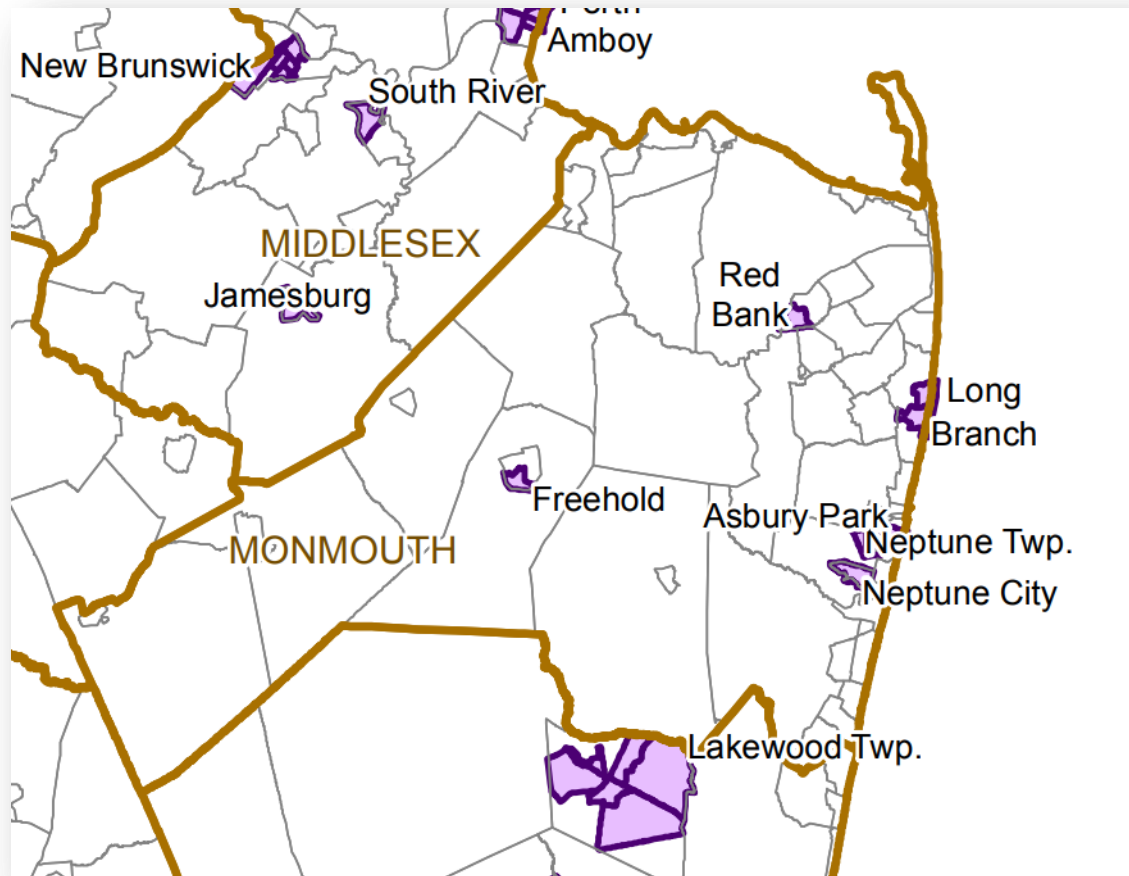 Perth
Amboy
New Brunswick
South River
MIDDLESEX
Red
Bank
Jamesburg
Long
Branch
Freehold
Asbury Park
Neptune Twp.
MONMOUTH
Neptune City
Lakewood Twp.